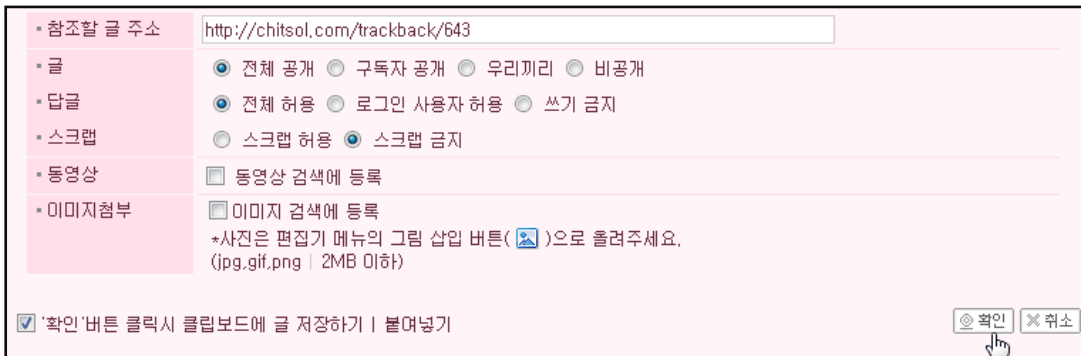 참조할 글 주소 http://chitsol.com/trackback/643
글 전체 공개 구독자 공개 우리끼리 비공개
답글 전체 허용 로그인 사용자 허용 쓰기 금지
스크랩 스크랩 허용 스크랩 금지
동영상 동영상 검색에 등록
이미지첨부 이미지 검색에 등록
*사진은 편집기 메뉴의 그림 삽입 버튼( )으로 올려주세요.
(jpg,gif,png | 2MB 이하)
'확인'버튼 클릭시 클립보드에 글 저장하기 | 붙여넣기 확인 취소